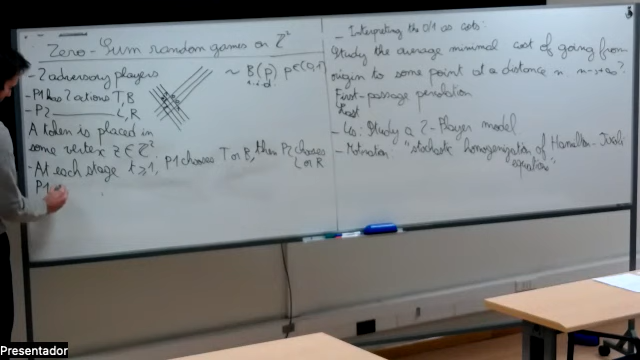 Zero-Sum random games on Z²
- 2 adversary players
- P1 has 2 actions T, B
- P2 ———— L, R
~ B(p) p∈(0,1)
i.i.d.
A token is placed in
some vertex z ∈ Z²
- At each stage t ≥ 1, P1 chooses T or B, then P2 chooses
L or R
P1
- Interpreting the 0/1 as costs:
Study the average minimal cost of going from
origin to some point at a distance n. n→∞?
First-passage percolation
Last
- Us: Study a 2-Player model.
- Motivation: "stochastic homogenization of Hamilton-Jacobi
equations"
Presentador